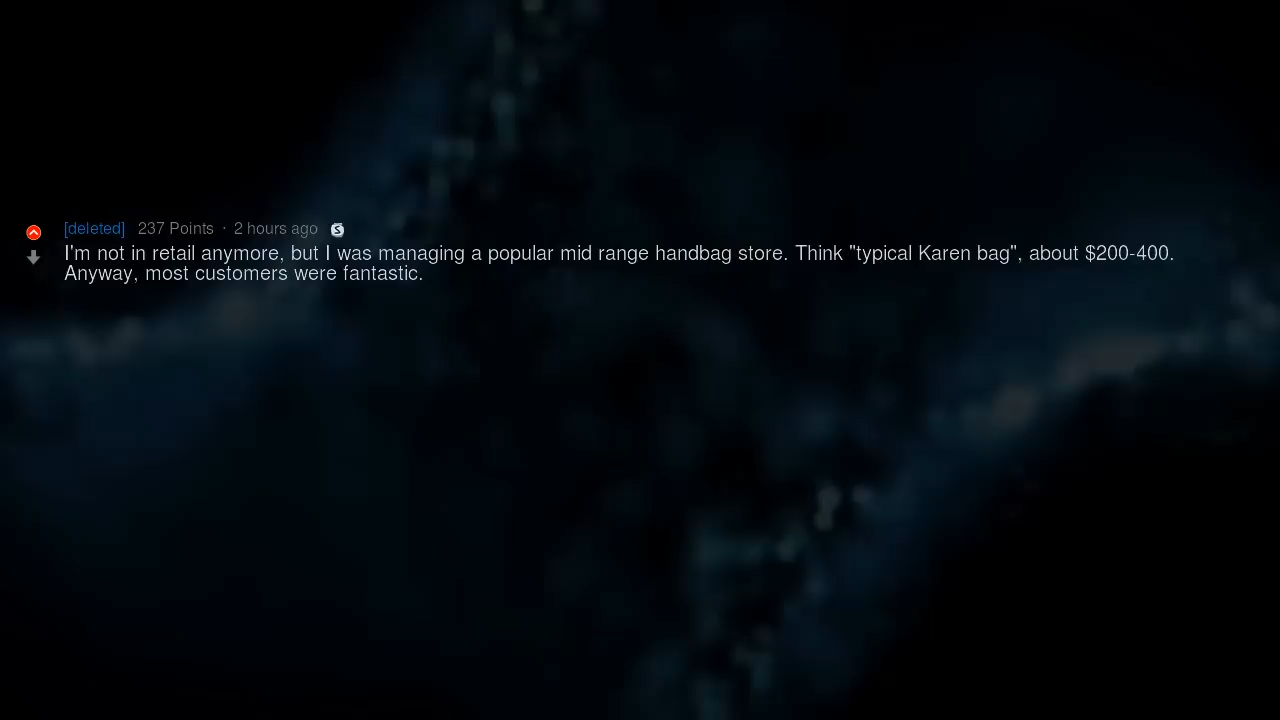 [deleted] 237 Points · 2 hours ago S
I'm not in retail anymore, but I was managing a popular mid range handbag store. Think "typical Karen bag", about $200-400.
Anyway, most customers were fantastic.